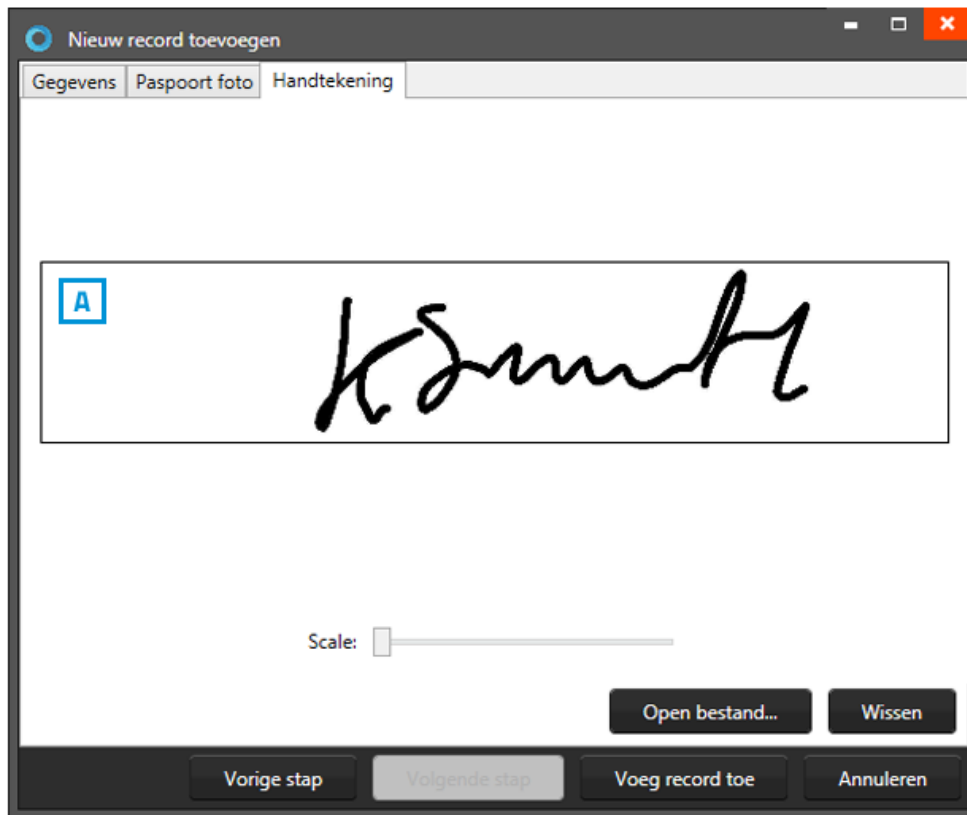 Nieuw record toevoegen
Gegevens Paspoort foto Handtekening
A
Scale:
Open bestand... Wissen
Vorige stap Volgende stap Voeg record toe Annuleren